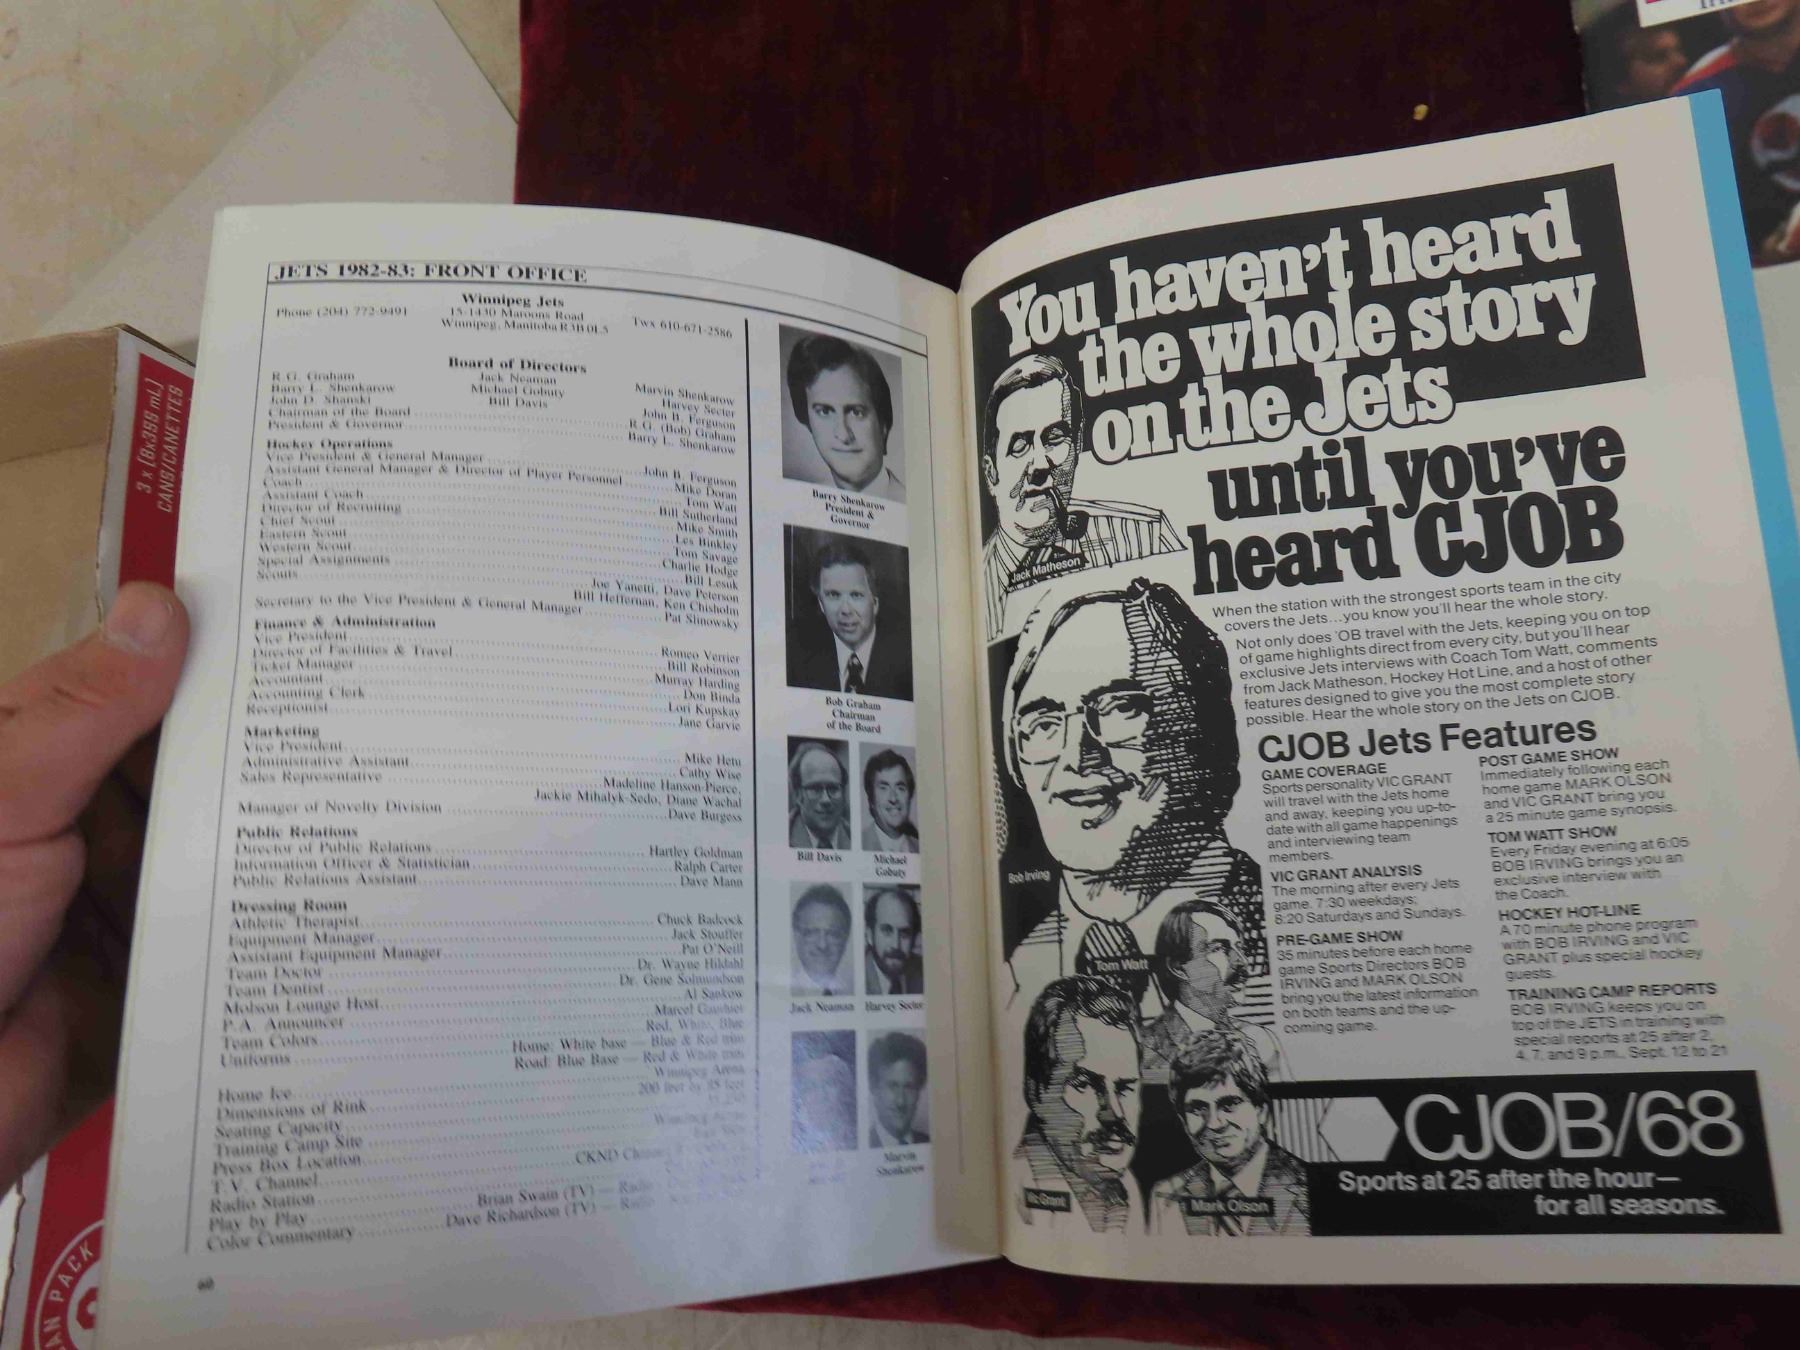 3 x [8x355 mL]
CANS/CANETTES
PACK
JETS 1982-83: FRONT OFFICE
Winnipeg Jets
Phone (204) 772-9491
15-1430 Maroons Road
Winnipeg, Manitoba R3B 0L5
Twx 610-671-2586
Board of Directors
R.G. Graham
Jack Neaman
Marvin Shenkarow
Barry L. Shenkarow
Michael Gobuty
Harvey Secter
John D. Shanski
Bill Davis
John B. Ferguson
Chairman of the Board R.G. (Bob) Graham
President & Governor Barry L. Shenkarow
Hockey Operations
Vice President & General Manager John B. Ferguson
Assistant General Manager & Director of Player Personnel Mike Doran
Coach Tom Watt
Assistant Coach Bill Sutherland
Director of Recruiting Mike Smith
Chief Scout Les Binkley
Eastern Scout Tom Savage
Western Scout Charlie Hodge
Special Assignments Bill Lesuk
Scouts Joe Yanetti, Dave Peterson
Bill Heffernan, Ken Chisholm
Secretary to the Vice President & General Manager Pat Slinowsky
Finance & Administration
Vice President Romeo Verrier
Director of Facilities & Travel Bill Robinson
Ticket Manager Murray Harding
Accountant Don Binda
Accounting Clerk Lori Kupskay
Receptionist Jane Garvie
Marketing
Vice President Mike Hetu
Administrative Assistant Cathy Wise
Sales Representative Madeline Hanson-Pierce,
Jackie Mihalyk-Sedo, Diane Wachal
Manager of Novelty Division Dave Burgess
Public Relations
Director of Public Relations Hartley Goldman
Information Officer & Statistician Ralph Carter
Public Relations Assistant Dave Mann
Dressing Room
Athletic Therapist Chuck Badcock
Equipment Manager Jack Stouffer
Assistant Equipment Manager Pat O'Neill
Team Doctor Dr. Wayne Hildahl
Team Dentist Dr. Gene Solmundson
Molson Lounge Host Al Sankow
P.A. Announcer Marcel Gauthier
Team Colors Red, White, Blue
Uniforms Home: White base — Blue & Red trim
Road: Blue Base — Red & White trim
Home Ice Winnipeg Arena
Dimensions of Rink 200 feet by 85 feet
Seating Capacity
Training Camp Site Winnipeg Arena
Press Box Location East Side
T.V. Channel CKND
Radio Station
Play by Play Brian Swain (TV) — Radio
Color Commentary Dave Richardson (TV) — Radio
60
Barry Shenkarow
President &
Governor
Bob Graham
Chairman
of the Board
Bill Davis
Michael
Gobuty
Jack Neaman
Harvey Secter
Marvin
Shenkarow
You haven't heard
the whole story
on the Jets
until you've
heard CJOB
Jack Matheson
Bob Irving
Tom Watt
Vic Grant
Mark Olson
When the station with the strongest sports team in the city
covers the Jets...you know you'll hear the whole story.
Not only does 'OB travel with the Jets, keeping you on top
of game highlights direct from every city, but you'll hear
exclusive Jets interviews with Coach Tom Watt, comments
from Jack Matheson, Hockey Hot Line, and a host of other
features designed to give you the most complete story
possible. Hear the whole story on the Jets on CJOB.
CJOB Jets Features
GAME COVERAGE
Sports personality VIC GRANT
will travel with the Jets home
and away, keeping you up-to-
date with all game happenings
and interviewing team
members.
VIC GRANT ANALYSIS
The morning after every Jets
game. 7:30 weekdays;
8:20 Saturdays and Sundays.
PRE-GAME SHOW
35 minutes before each home
game Sports Directors BOB
IRVING and MARK OLSON
bring you the latest information
on both teams and the up-
coming game.
POST GAME SHOW
Immediately following each
home game MARK OLSON
and VIC GRANT bring you
a 25 minute game synopsis.
TOM WATT SHOW
Every Friday evening at 6:05
BOB IRVING brings you an
exclusive interview with
the Coach.
HOCKEY HOT-LINE
A 70 minute phone program
with BOB IRVING and VIC
GRANT plus special hockey
guests.
TRAINING CAMP REPORTS
BOB IRVING keeps you on
top of the JETS in training with
special reports at 25 after 2,
4, 7, and 9 p.m., Sept. 12 to 21
CJOB/68
Sports at 25 after the hour—
for all seasons.